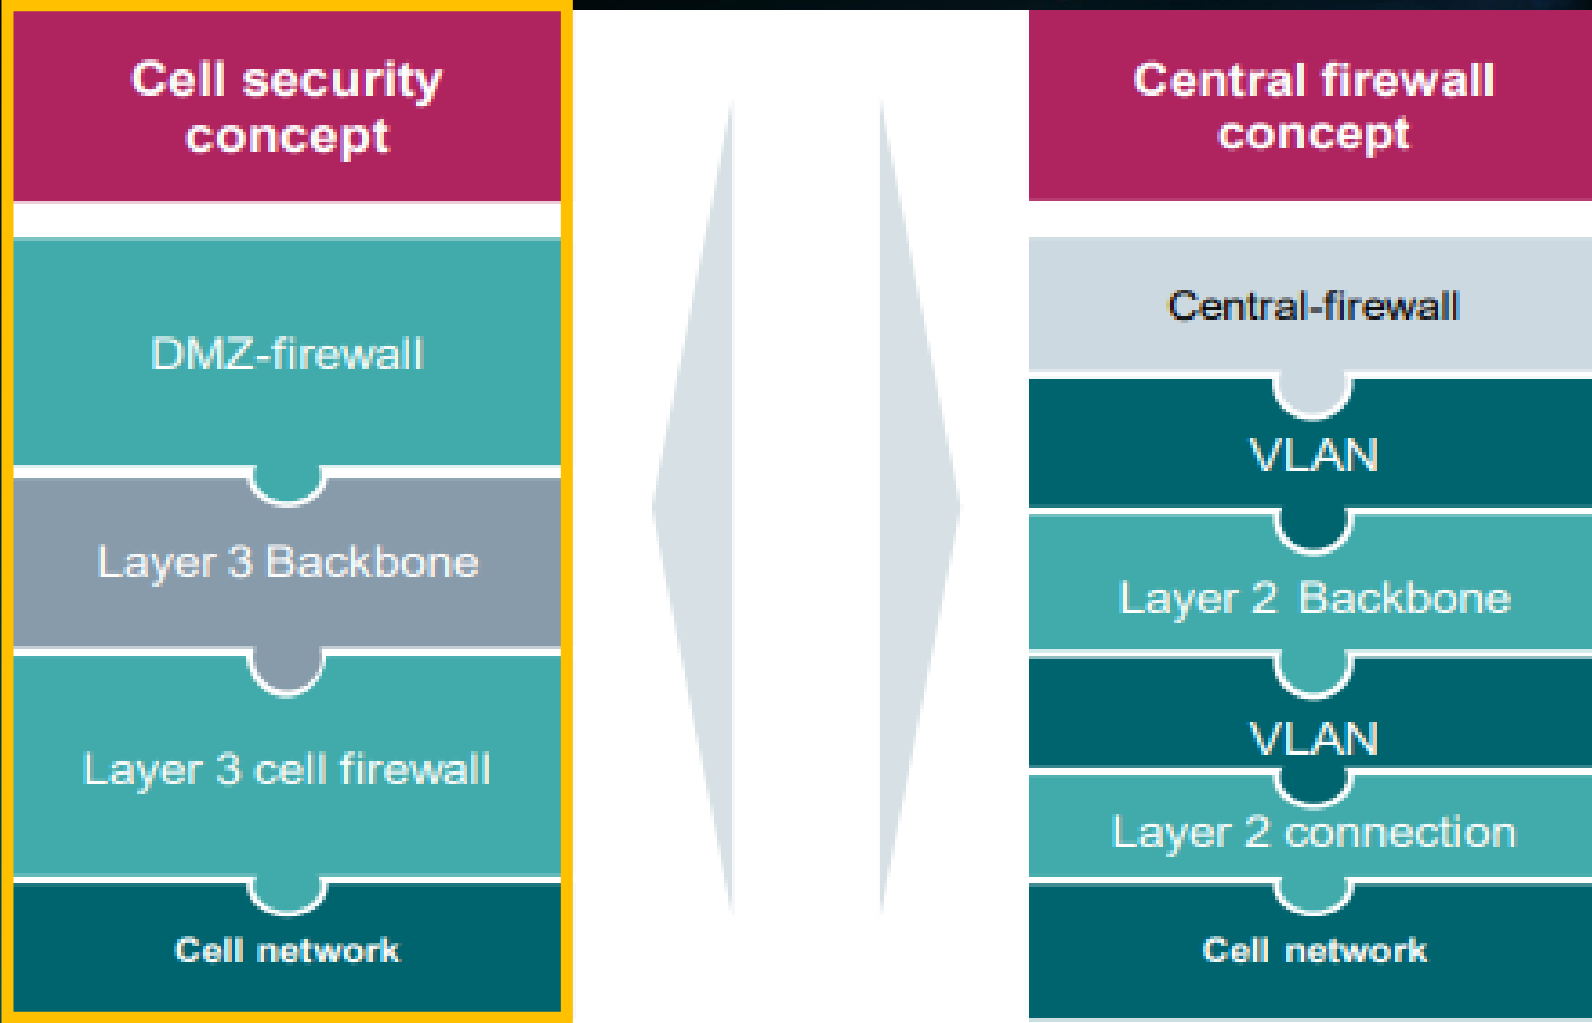 Cell security
concept
DMZ-firewall
Layer 3 Backbone
Layer 3 cell firewall
Cell network
Central firewall
concept
Central-firewall
VLAN
Layer 2 Backbone
VLAN
Layer 2 connection
Cell network